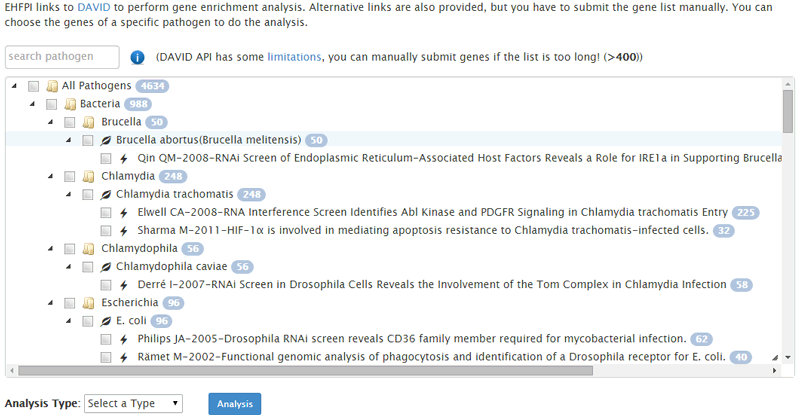 EHFPI links to DAVID to perform gene enrichment analysis. Alternative links are also provided, but you have to submit the gene list manually. You can
choose the genes of a specific pathogen to do the analysis.
search pathogen
i
(DAVID API has some limitations, you can manually submit genes if the list is too long! (>400))
All Pathogens 4634
Bacteria 988
Brucella 50
Brucella abortus(Brucella melitensis) 50
Qin QM-2008-RNAi Screen of Endoplasmic Reticulum-Associated Host Factors Reveals a Role for IRE1a in Supporting Brucella
Chlamydia 248
Chlamydia trachomatis 248
Elwell CA-2008-RNA Interference Screen Identifies Abl Kinase and PDGFR Signaling in Chlamydia trachomatis Entry 225
Sharma M-2011-HIF-1α is involved in mediating apoptosis resistance to Chlamydia trachomatis-infected cells. 32
Chlamydophila 56
Chlamydophila caviae 56
Derré I-2007-RNAi Screen in Drosophila Cells Reveals the Involvement of the Tom Complex in Chlamydia Infection 58
Escherichia 96
E. coli 96
Philips JA-2005-Drosophila RNAi screen reveals CD36 family member required for mycobacterial infection. 62
Rämet M-2002-Functional genomic analysis of phagocytosis and identification of a Drosophila receptor for E. coli. 40
Analysis Type: Select a Type Analysis